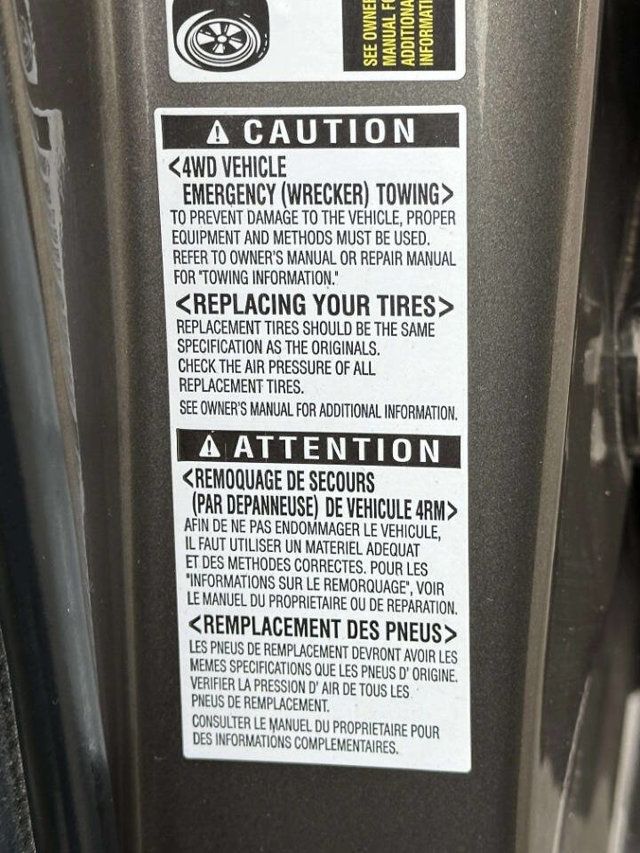 SEE OWNE
MANUAL F
ADDITIONA
INFORMATI
CAUTION
<4WD VEHICLE
EMERGENCY (WRECKER) TOWING>
TO PREVENT DAMAGE TO THE VEHICLE, PROPER
EQUIPMENT AND METHODS MUST BE USED.
REFER TO OWNER'S MANUAL OR REPAIR MANUAL
FOR "TOWING INFORMATION."
<REPLACING YOUR TIRES>
REPLACEMENT TIRES SHOULD BE THE SAME
SPECIFICATION AS THE ORIGINALS.
CHECK THE AIR PRESSURE OF ALL
REPLACEMENT TIRES.
SEE OWNER'S MANUAL FOR ADDITIONAL INFORMATION.
ATTENTION
<REMOQUAGE DE SECOURS
(PAR DEPANNEUSE) DE VEHICULE 4RM>
AFIN DE NE PAS ENDOMMAGER LE VEHICULE,
IL FAUT UTILISER UN MATERIEL ADEQUAT
ET DES METHODES CORRECTES. POUR LES
"INFORMATIONS SUR LE REMORQUAGE", VOIR
LE MANUEL DU PROPRIETAIRE OU DE REPARATION.
<REMPLACEMENT DES PNEUS>
LES PNEUS DE REMPLACEMENT DEVRONT AVOIR LES
MEMES SPECIFICATIONS QUE LES PNEUS D' ORIGINE.
VERIFIER LA PRESSION D' AIR DE TOUS LES
PNEUS DE REMPLACEMENT.
CONSULTER LE MANUEL DU PROPRIETAIRE POUR
DES INFORMATIONS COMPLEMENTAIRES.